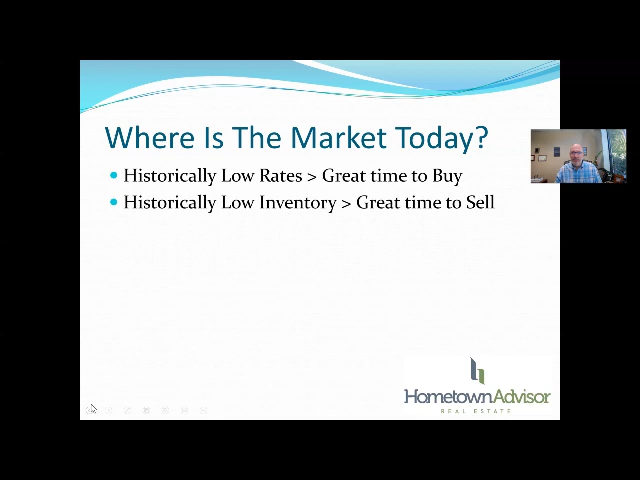 Where Is The Market Today?
Historically Low Rates > Great time to Buy
Historically Low Inventory > Great time to Sell
HometownAdvisor
REAL ESTATE